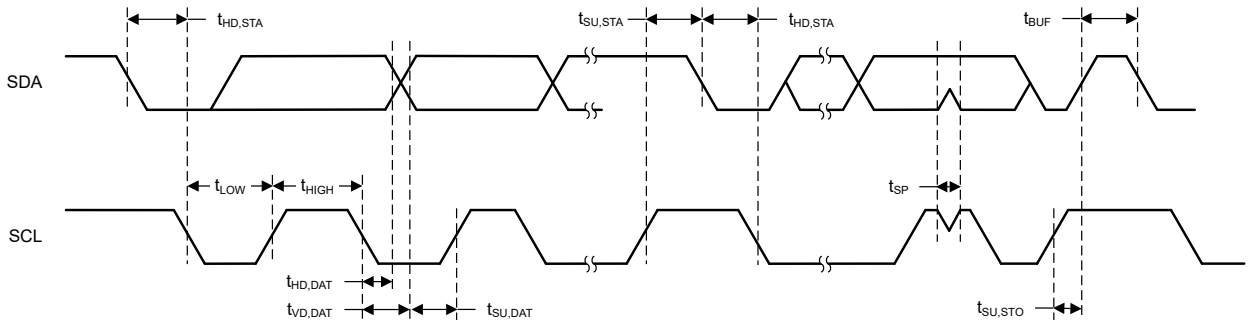 tHD,STA
tSU,STA
tHD,STA
tBUF
SDA
tLOW
tHIGH
tSP
SCL
tHD,DAT
tVD,DAT
tSU,DAT
tSU,STO